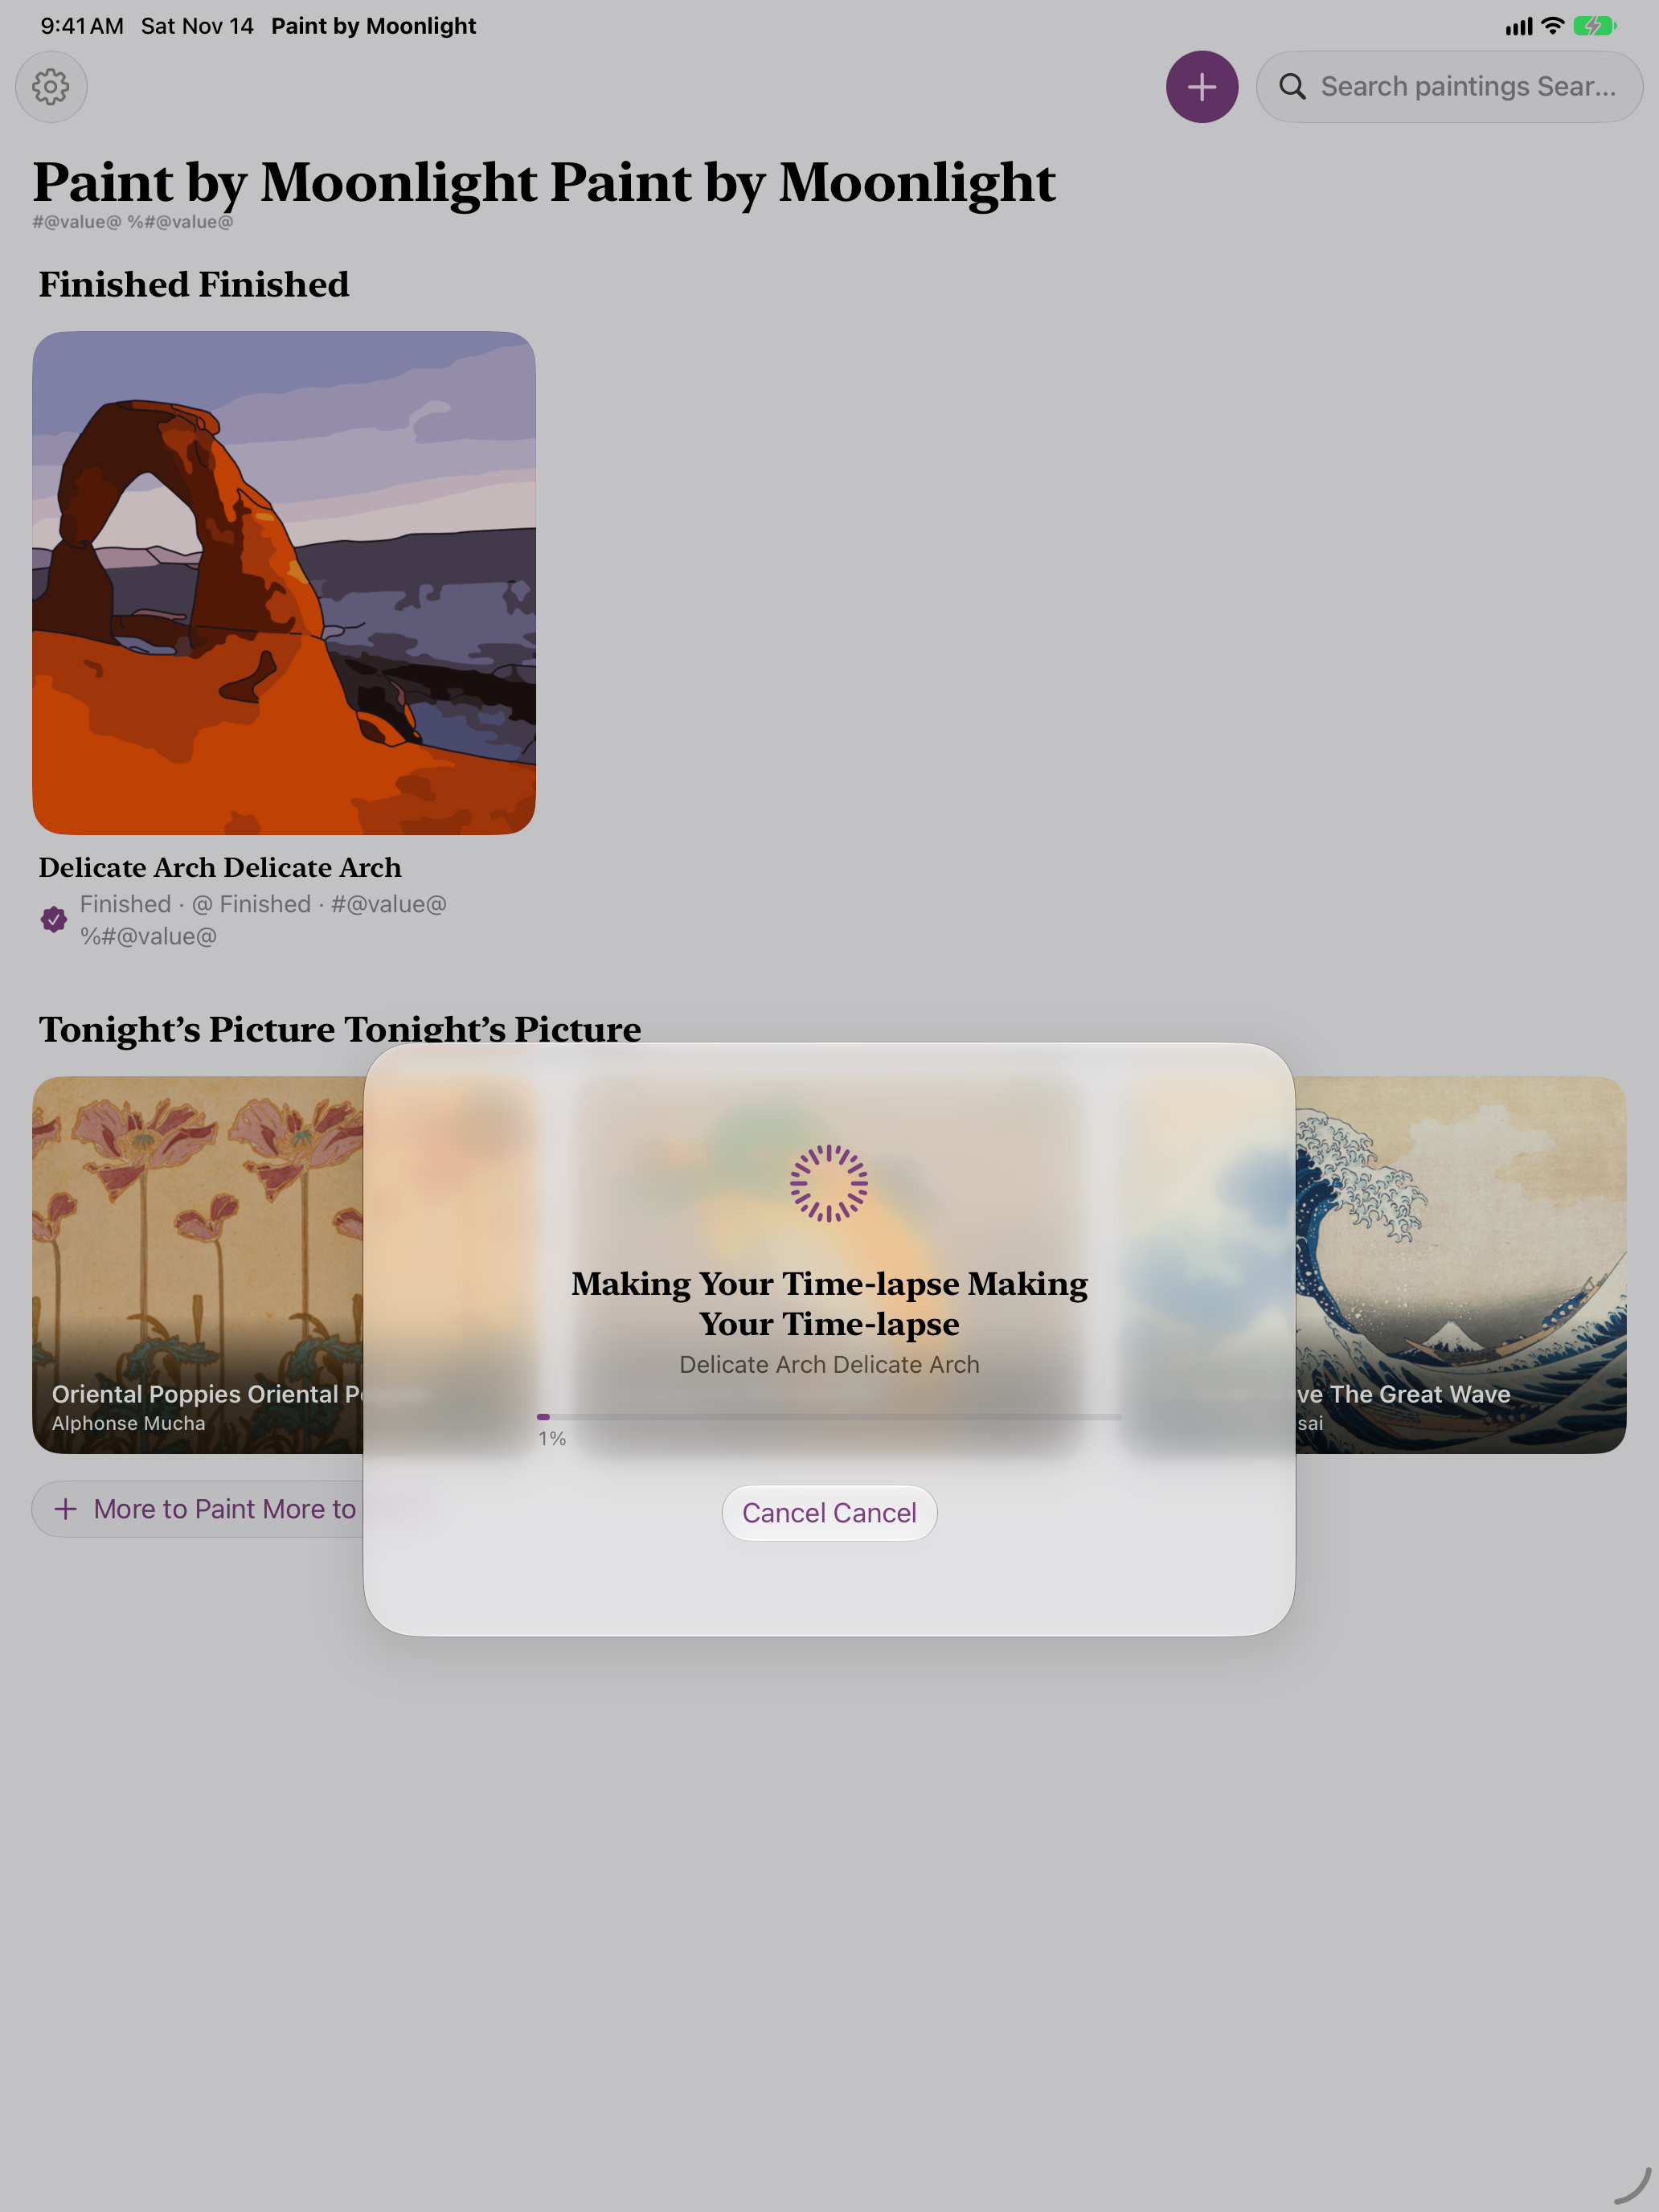 9:41 AM Sat Nov 14 Paint by Moonlight
Search paintings Sear...
Paint by Moonlight Paint by Moonlight
#@value@ %#@value@
Finished Finished
Delicate Arch Delicate Arch
Finished · @ Finished · #@value@
%#@value@
Tonight’s Picture Tonight’s Picture
Making Your Time-lapse Making
Your Time-lapse
Delicate Arch Delicate Arch
1%
Cancel Cancel
Oriental Poppies Oriental
Alphonse Mucha
The Great Wave
More to Paint More to